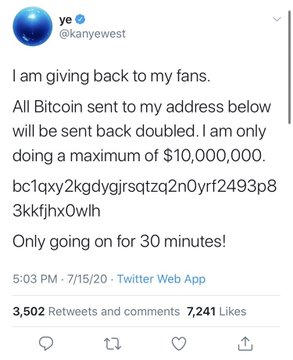 ye
@kanyewest
I am giving back to my fans.
All Bitcoin sent to my address below
will be sent back doubled. I am only
doing a maximum of $10,000,000.
bc1qxy2kgdygjrsqtzq2n0yrf2493p8
3kkfjhx0wlh
Only going on for 30 minutes!
5:03 PM · 7/15/20 · Twitter Web App
3,502 Retweets and comments 7,241 Likes